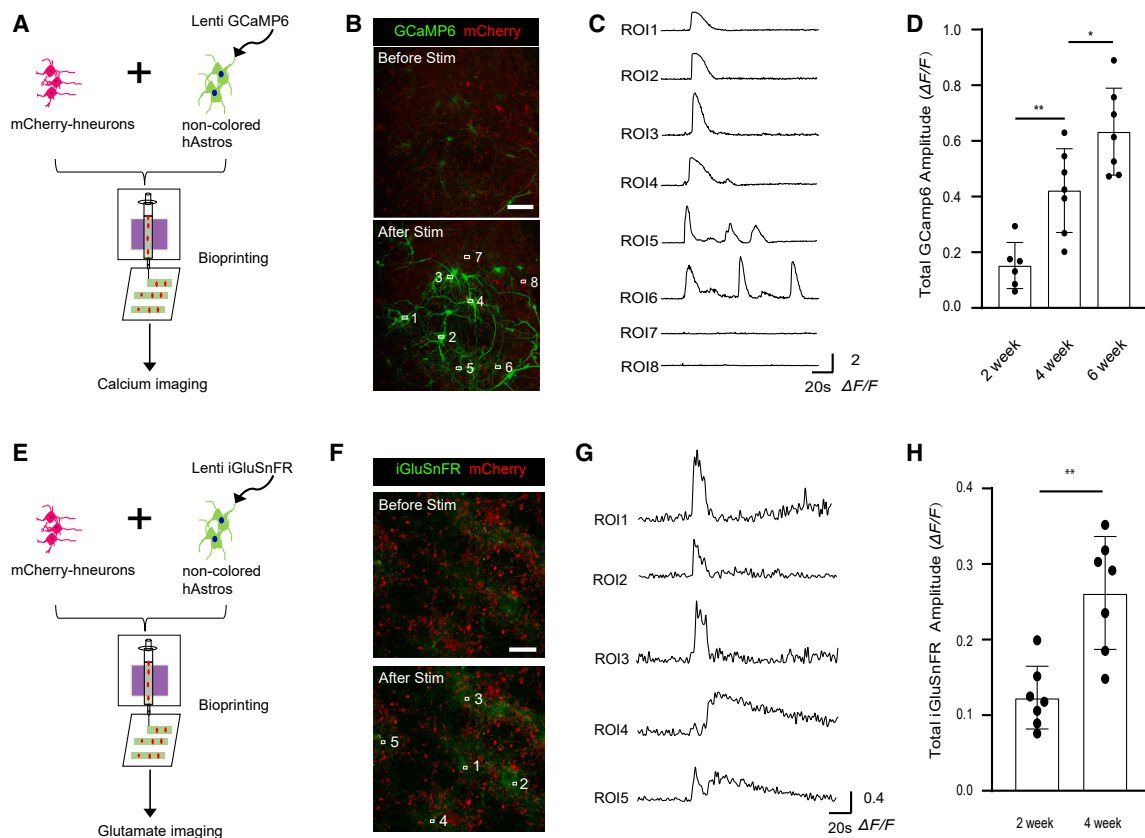 A
Lenti GCaMP6
mCherry-hneurons
non-colored
hAstros
Bioprinting
Calcium imaging
B
GCaMP6 mCherry
Before Stim
After Stim
7
3
8
4
1
2
5
6
C
ROI1
ROI2
ROI3
ROI4
ROI5
ROI6
ROI7
ROI8
2
20s ΔF/F
D
Total GCamp6 Amplitude (ΔF/F)
1.0
0.8
0.6
0.4
0.2
0.0
**
*
2 week
4 week
6 week
E
Lenti iGluSnFR
mCherry-hneurons
non-colored
hAstros
Bioprinting
Glutamate imaging
F
iGluSnFR mCherry
Before Stim
After Stim
3
5
1
2
4
G
ROI1
ROI2
ROI3
ROI4
ROI5
0.4
20s ΔF/F
H
Total iGluSnFR Amplitude (ΔF/F)
0.4
0.3
0.2
0.1
0.0
**
2 week
4 week